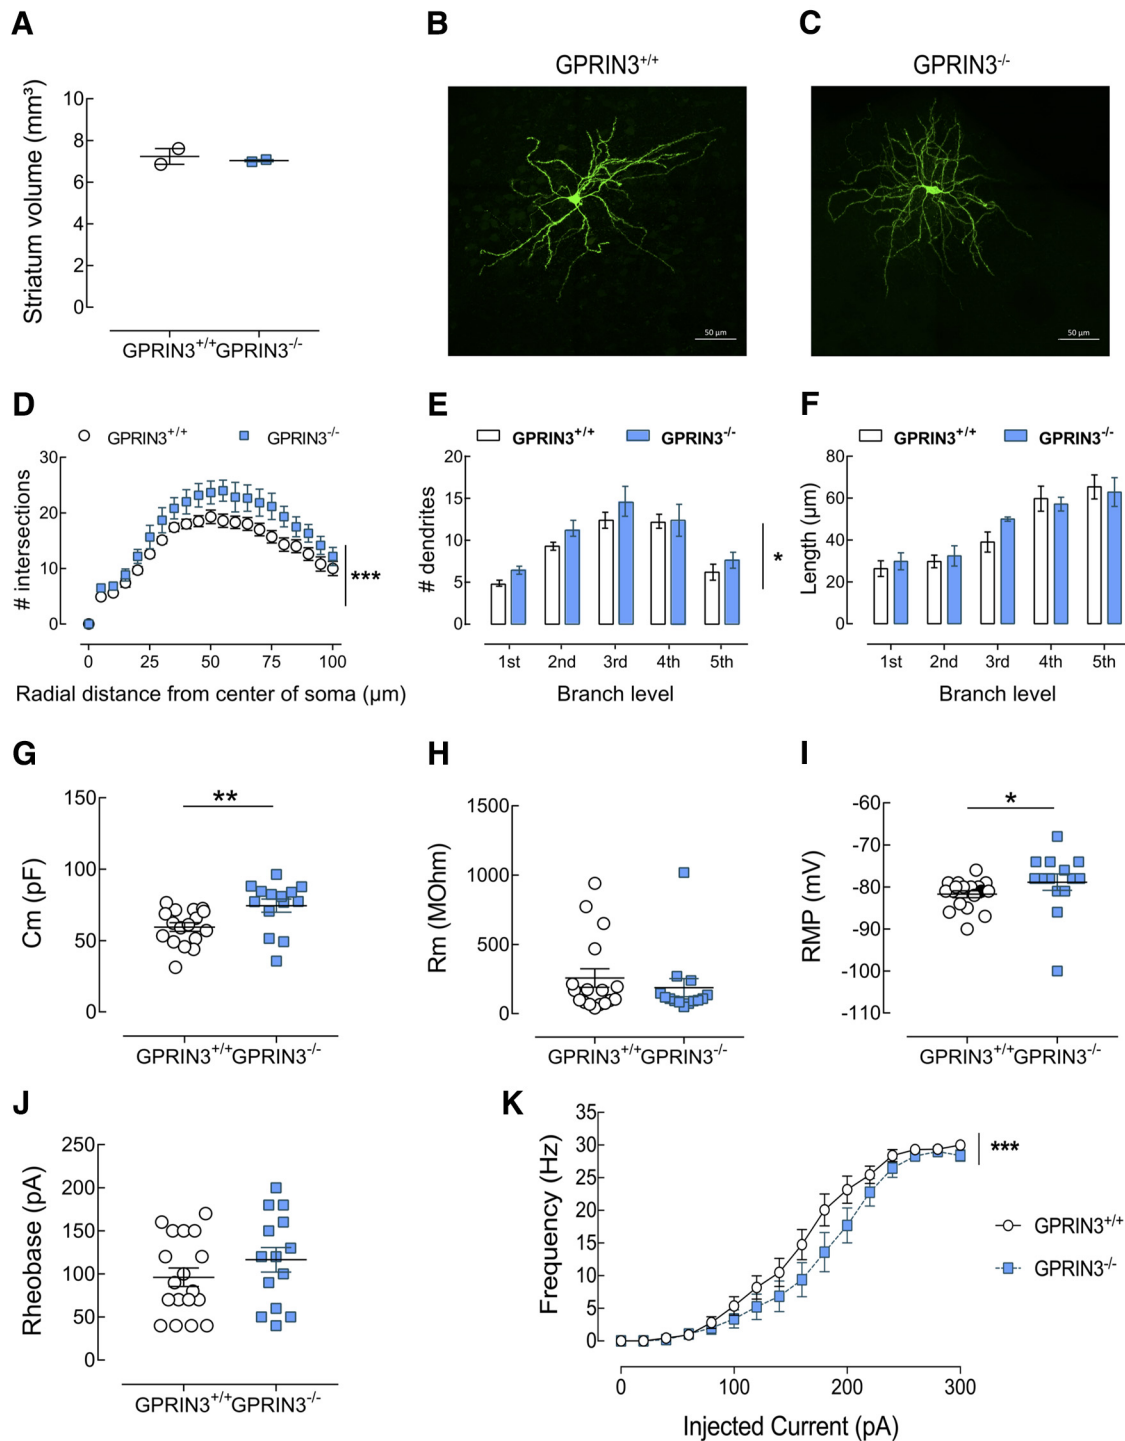 A
Striatum volume (mm³)
10
8
6
4
2
0
GPRIN3+/+GPRIN3-/-
B
GPRIN3+/+
50 µm
C
GPRIN3-/-
50 µm
D
GPRIN3+/+ GPRIN3-/-
# intersections
30
20
10
0
***
0 25 50 75 100
Radial distance from center of soma (µm)
E
GPRIN3+/+ GPRIN3-/-
# dendrites
20
15
10
5
0
*
1st 2nd 3rd 4th 5th
Branch level
F
GPRIN3+/+ GPRIN3-/-
Length (µm)
80
60
40
20
0
1st 2nd 3rd 4th 5th
Branch level
G
Cm (pF)
150
100
50
0
**
GPRIN3+/+GPRIN3-/-
H
Rm (MOhm)
1500
1000
500
0
GPRIN3+/+GPRIN3-/-
I
RMP (mV)
-60
-70
-80
-90
-100
-110
*
GPRIN3+/+GPRIN3-/-
J
Rheobase (pA)
250
200
150
100
50
0
GPRIN3+/+GPRIN3-/-
K
Frequency (Hz)
35
30
25
20
15
10
5
0
***
GPRIN3+/+
GPRIN3-/-
0 100 200 300
Injected Current (pA)